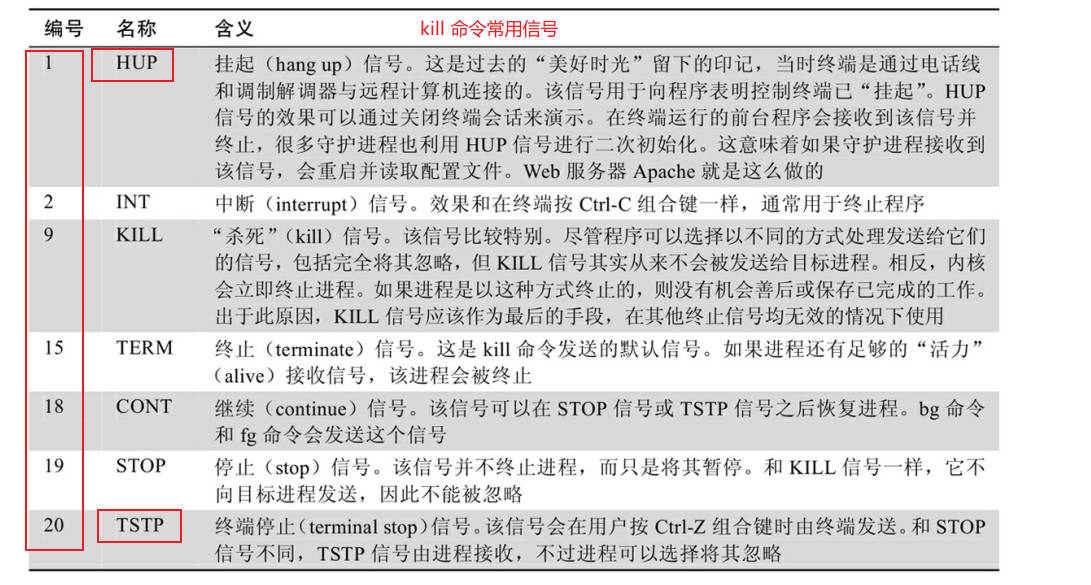 编号 名称 含义 kill 命令常用信号
1 HUP 挂起（hang up）信号。这是过去的“美好时光”留下的印记，当时终端是通过电话线
和调制解调器与远程计算机连接的。该信号用于向程序表明控制终端已“挂起”。HUP
信号的效果可以通过关闭终端会话来演示。在终端运行的前台程序会接收到该信号并
终止，很多守护进程也利用 HUP 信号进行二次初始化。这意味着如果守护进程接收到
该信号，会重启并读取配置文件。Web 服务器 Apache 就是这么做的
2 INT 中断（interrupt）信号。效果和在终端按 Ctrl-C 组合键一样，通常用于终止程序
9 KILL “杀死”（kill）信号。该信号比较特别。尽管程序可以选择以不同的方式处理发送给它们
的信号，包括完全将其忽略，但 KILL 信号其实从来不会被发送给目标进程。相反，内核
会立即终止进程。如果进程是以这种方式终止的，则没有机会善后或保存已完成的工作。
出于此原因，KILL 信号应该作为最后的手段，在其他终止信号均无效的情况下使用
15 TERM 终止（terminate）信号。这是 kill 命令发送的默认信号。如果进程还有足够的“活力”
（alive）接收信号，该进程会被终止
18 CONT 继续（continue）信号。该信号可以在 STOP 信号或 TSTP 信号之后恢复进程。bg 命令
和 fg 命令会发送这个信号
19 STOP 停止（stop）信号。该信号并不终止进程，而只是将其暂停。和 KILL 信号一样，它不
向目标进程发送，因此不能被忽略
20 TSTP 终端停止（terminal stop）信号。该信号会在用户按 Ctrl-Z 组合键时由终端发送。和 STOP
信号不同，TSTP 信号由进程接收，不过进程可以选择将其忽略